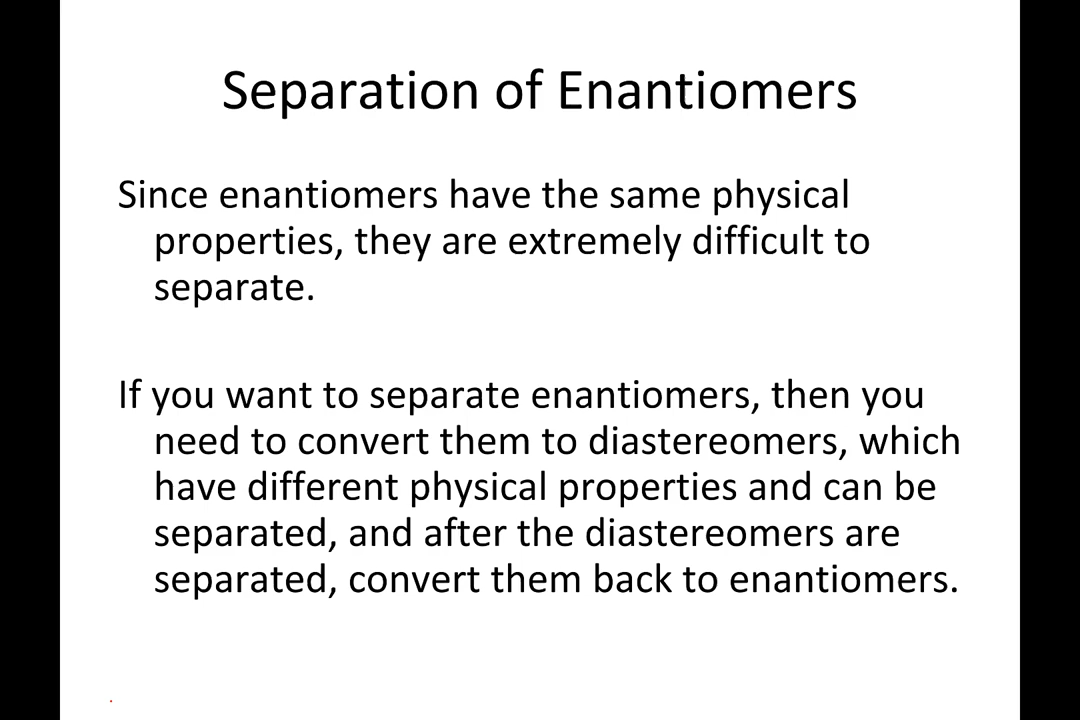 Separation of Enantiomers
Since enantiomers have the same physical
properties, they are extremely difficult to
separate.
If you want to separate enantiomers, then you
need to convert them to diastereomers, which
have different physical properties and can be
separated, and after the diastereomers are
separated, convert them back to enantiomers.